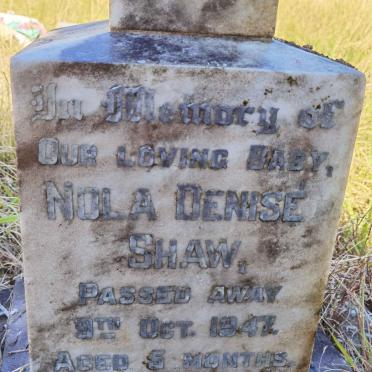 In Memory of
OUR LOVING BABY,
NOLA DENISE
SHAW,
PASSED AWAY
9TH OCT. 1947.
AGED 5 MONTHS.